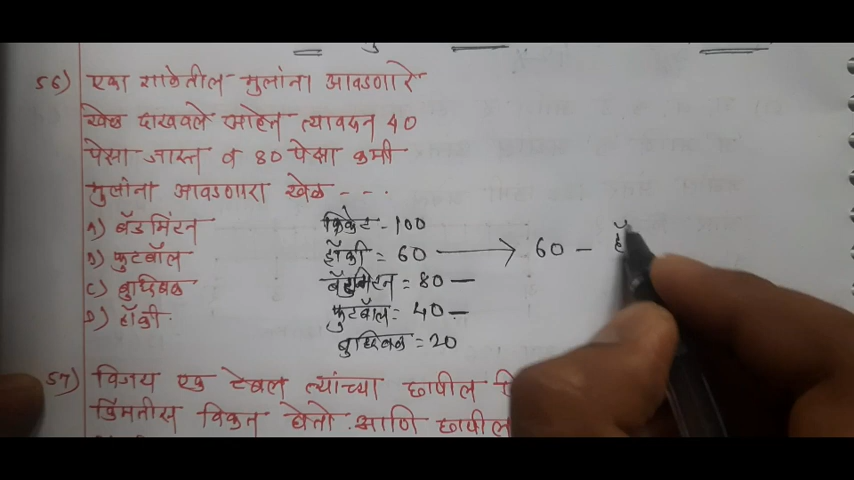 56) एका शाळेतील मुलांना आवडणारे
खेळ दाखवले आहेत त्यावरुन 40
पेसा जास्त व 80 पेसा कमी
मुलांना आवडणारा खेळ - - -
A) बॅडमिंटन
B) फुटबॉल
C) बुध्दिबळ
D) हॉकी
क्रिकेट - 100
हॉकी = 60 → 60 - हॉ
बॅडमिंटन = 80 -
फुटबॉल = 40 -
बुध्दिबळ = 20
57) विजय एक टेबल त्यांच्या छापील
किंमतीस विकत घेतो. आणि छापील